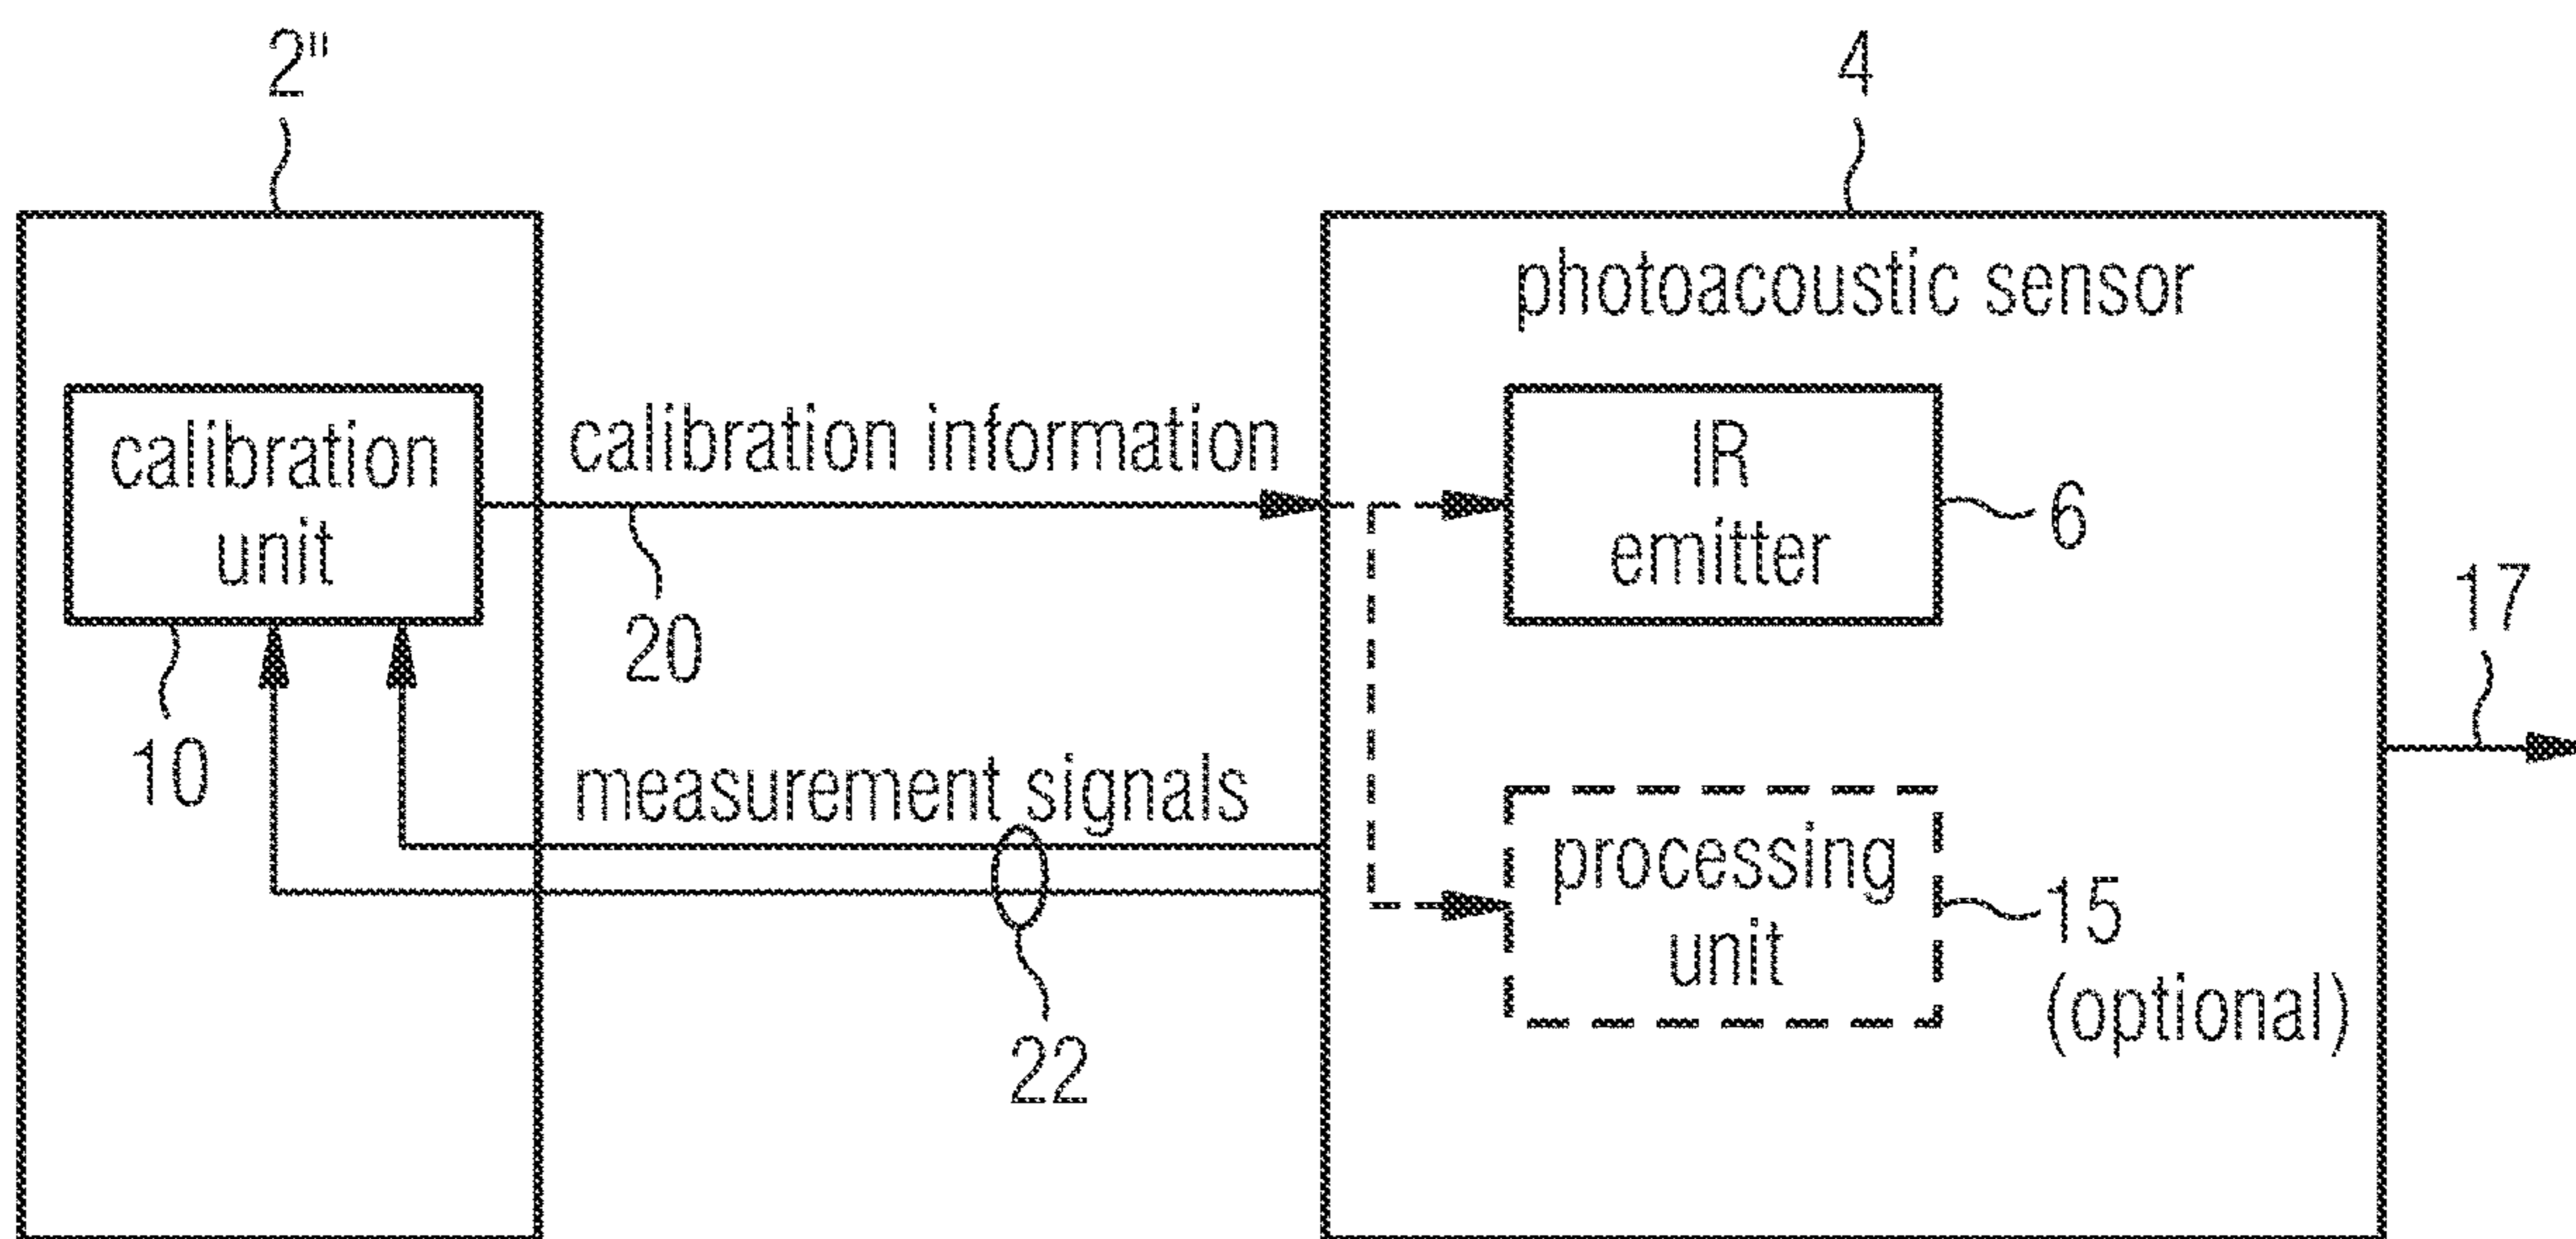 2"
4
photoacoustic sensor
calibration
unit
calibration information
IR
emitter
6
20
17
10
measurement signals
processing
unit
15
(optional)
22